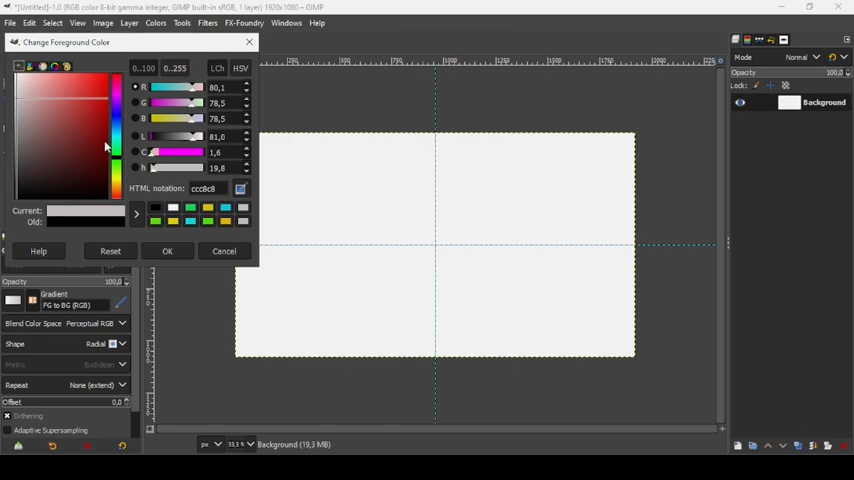 *[Untitled]-1.0 (RGB color 8-bit gamma integer, GIMP built-in sRGB, 1 layer) 1920x1080 – GIMP
File Edit Select View Image Layer Colors Tools Filters FX-Foundry Windows Help
Change Foreground Color
0..100 0..255 LCh HSV
R 80,1
G 78,5
B 78,5
L 81,0
C 1,6
h 19,8
HTML notation: ccc8c8
Current:
Old:
Help Reset OK Cancel
Opacity 100,0
Gradient
FG to BG (RGB)
Blend Color Space Perceptual RGB
Shape Radial
Metric Euclidean
Repeat None (extend)
Offset 0,0
Dithering
Adaptive Supersampling
Mode Normal
Opacity 100,0
Lock:
Background
px 33,3 % Background (19,3 MB)